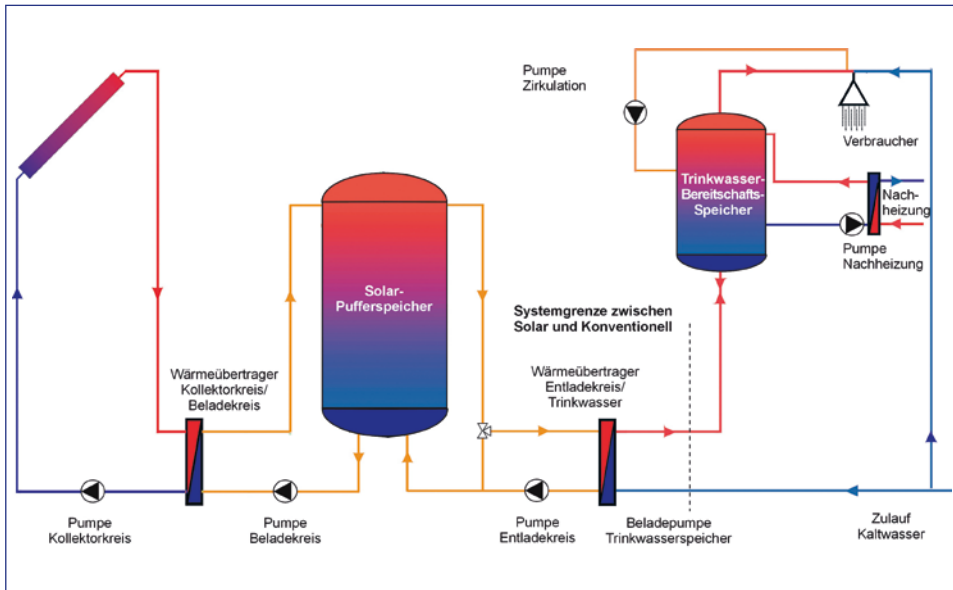 Pumpe
Zirkulation
Verbraucher
Trinkwasser-
Bereitschafts-
Speicher
Nach-
heizung
Pumpe
Nachheizung
Solar-
Pufferspeicher
Systemgrenze zwischen
Solar und Konventionell
Wärmeübertrager
Kollektorkreis/
Beladekreis
Wärmeübertrager
Entladekreis/
Trinkwasser
Pumpe
Kollektorkreis
Pumpe
Beladekreis
Pumpe
Entladekreis
Beladepumpe
Trinkwasserspeicher
Zulauf
Kaltwasser